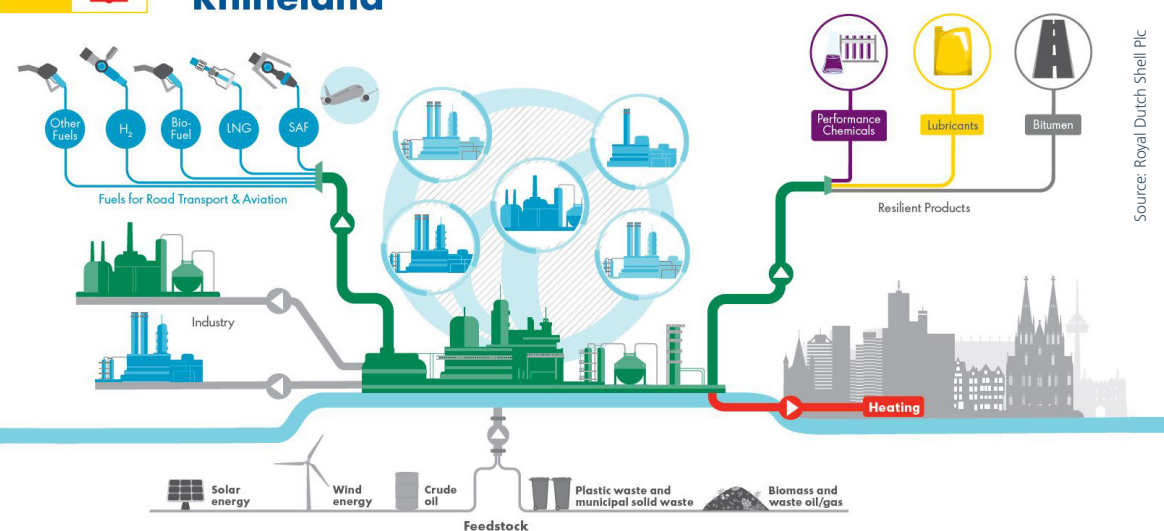 Rhineland
Other
Fuels
H₂
Bio-
Fuel
LNG
SAF
Fuels for Road Transport & Aviation
Performance
Chemicals
Lubricants
Bitumen
Resilient Products
Source: Royal Dutch Shell Plc
Industry
Heating
Solar
energy
Wind
energy
Crude
oil
Plastic waste and
municipal solid waste
Biomass and
waste oil/gas
Feedstock